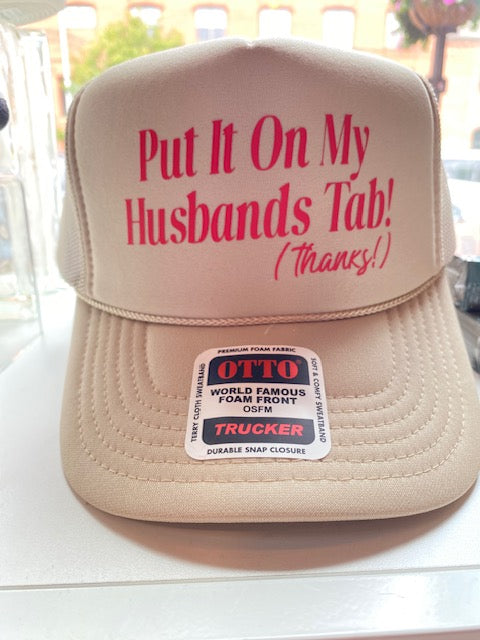 Put It On My
Husbands Tab!
(Thanks!)
PREMIUM FOAM FABRIC
OTTO
WORLD FAMOUS
FOAM FRONT
OSFM
TRUCKER
DURABLE SNAP CLOSURE
TERRY CLOTH SWEATBAND
SOFT & COMFY SWEATBAND